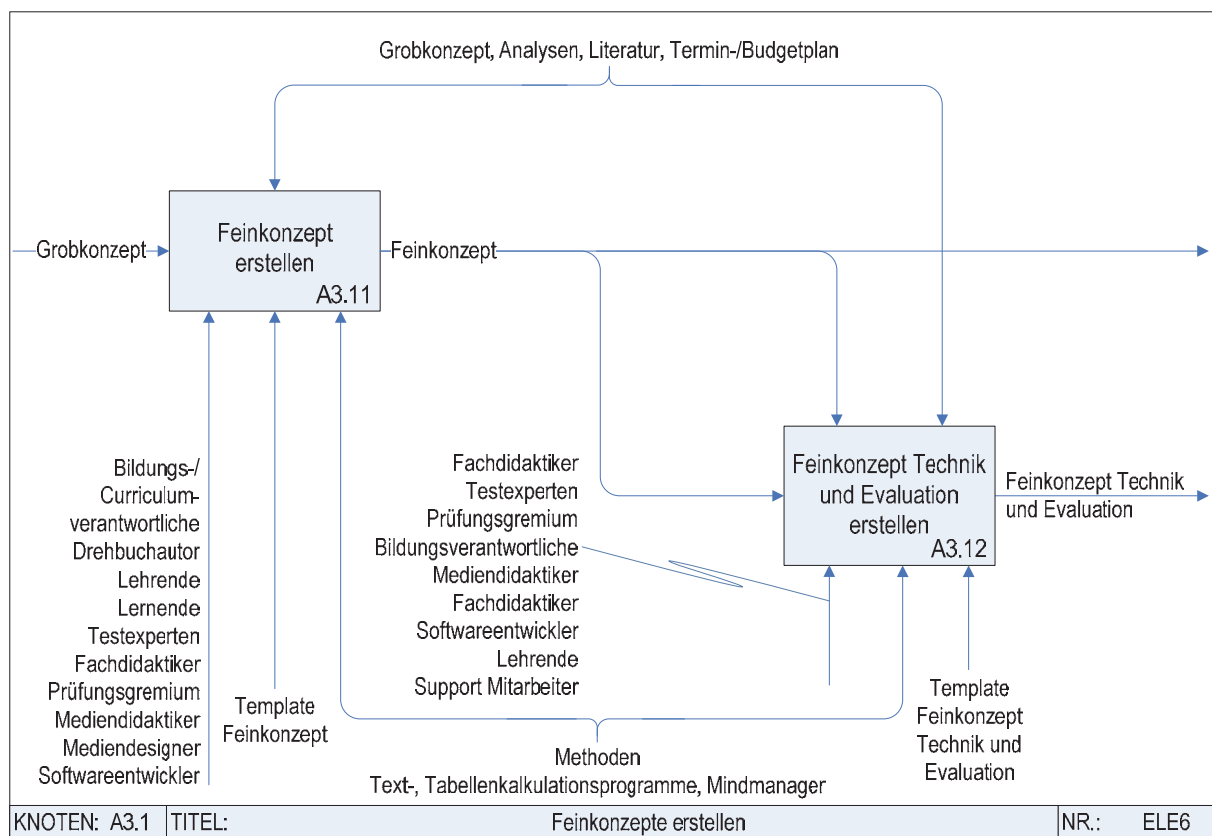 Grobkonzept, Analysen, Literatur, Termin-/Budgetplan
Grobkonzept
Feinkonzept
erstellen
A3.11
Feinkonzept
Feinkonzept Technik
und Evaluation
erstellen
A3.12
Feinkonzept Technik
und Evaluation
Bildungs-/
Curriculum-
verantwortliche
Drehbuchautor
Lehrende
Lernende
Testexperten
Fachdidaktiker
Prüfungsgremium
Mediendidaktiker
Mediendesigner
Softwareentwickler
Template
Feinkonzept
Fachdidaktiker
Testexperten
Prüfungsgremium
Bildungsverantwortliche
Mediendidaktiker
Fachdidaktiker
Softwareentwickler
Lehrende
Support Mitarbeiter
Template
Feinkonzept
Technik und
Evaluation
Methoden
Text-, Tabellenkalkulationsprogramme, Mindmanager
KNOTEN: A3.1 TITEL: Feinkonzepte erstellen NR.: ELE6